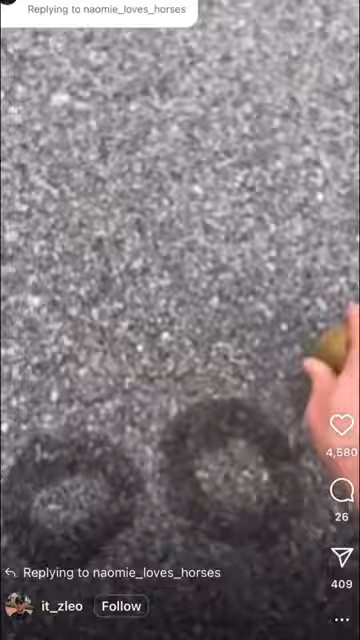 Replying to naomie_loves_horses
4,580
26
409
Replying to naomie_loves_horses
it_zleo
Follow